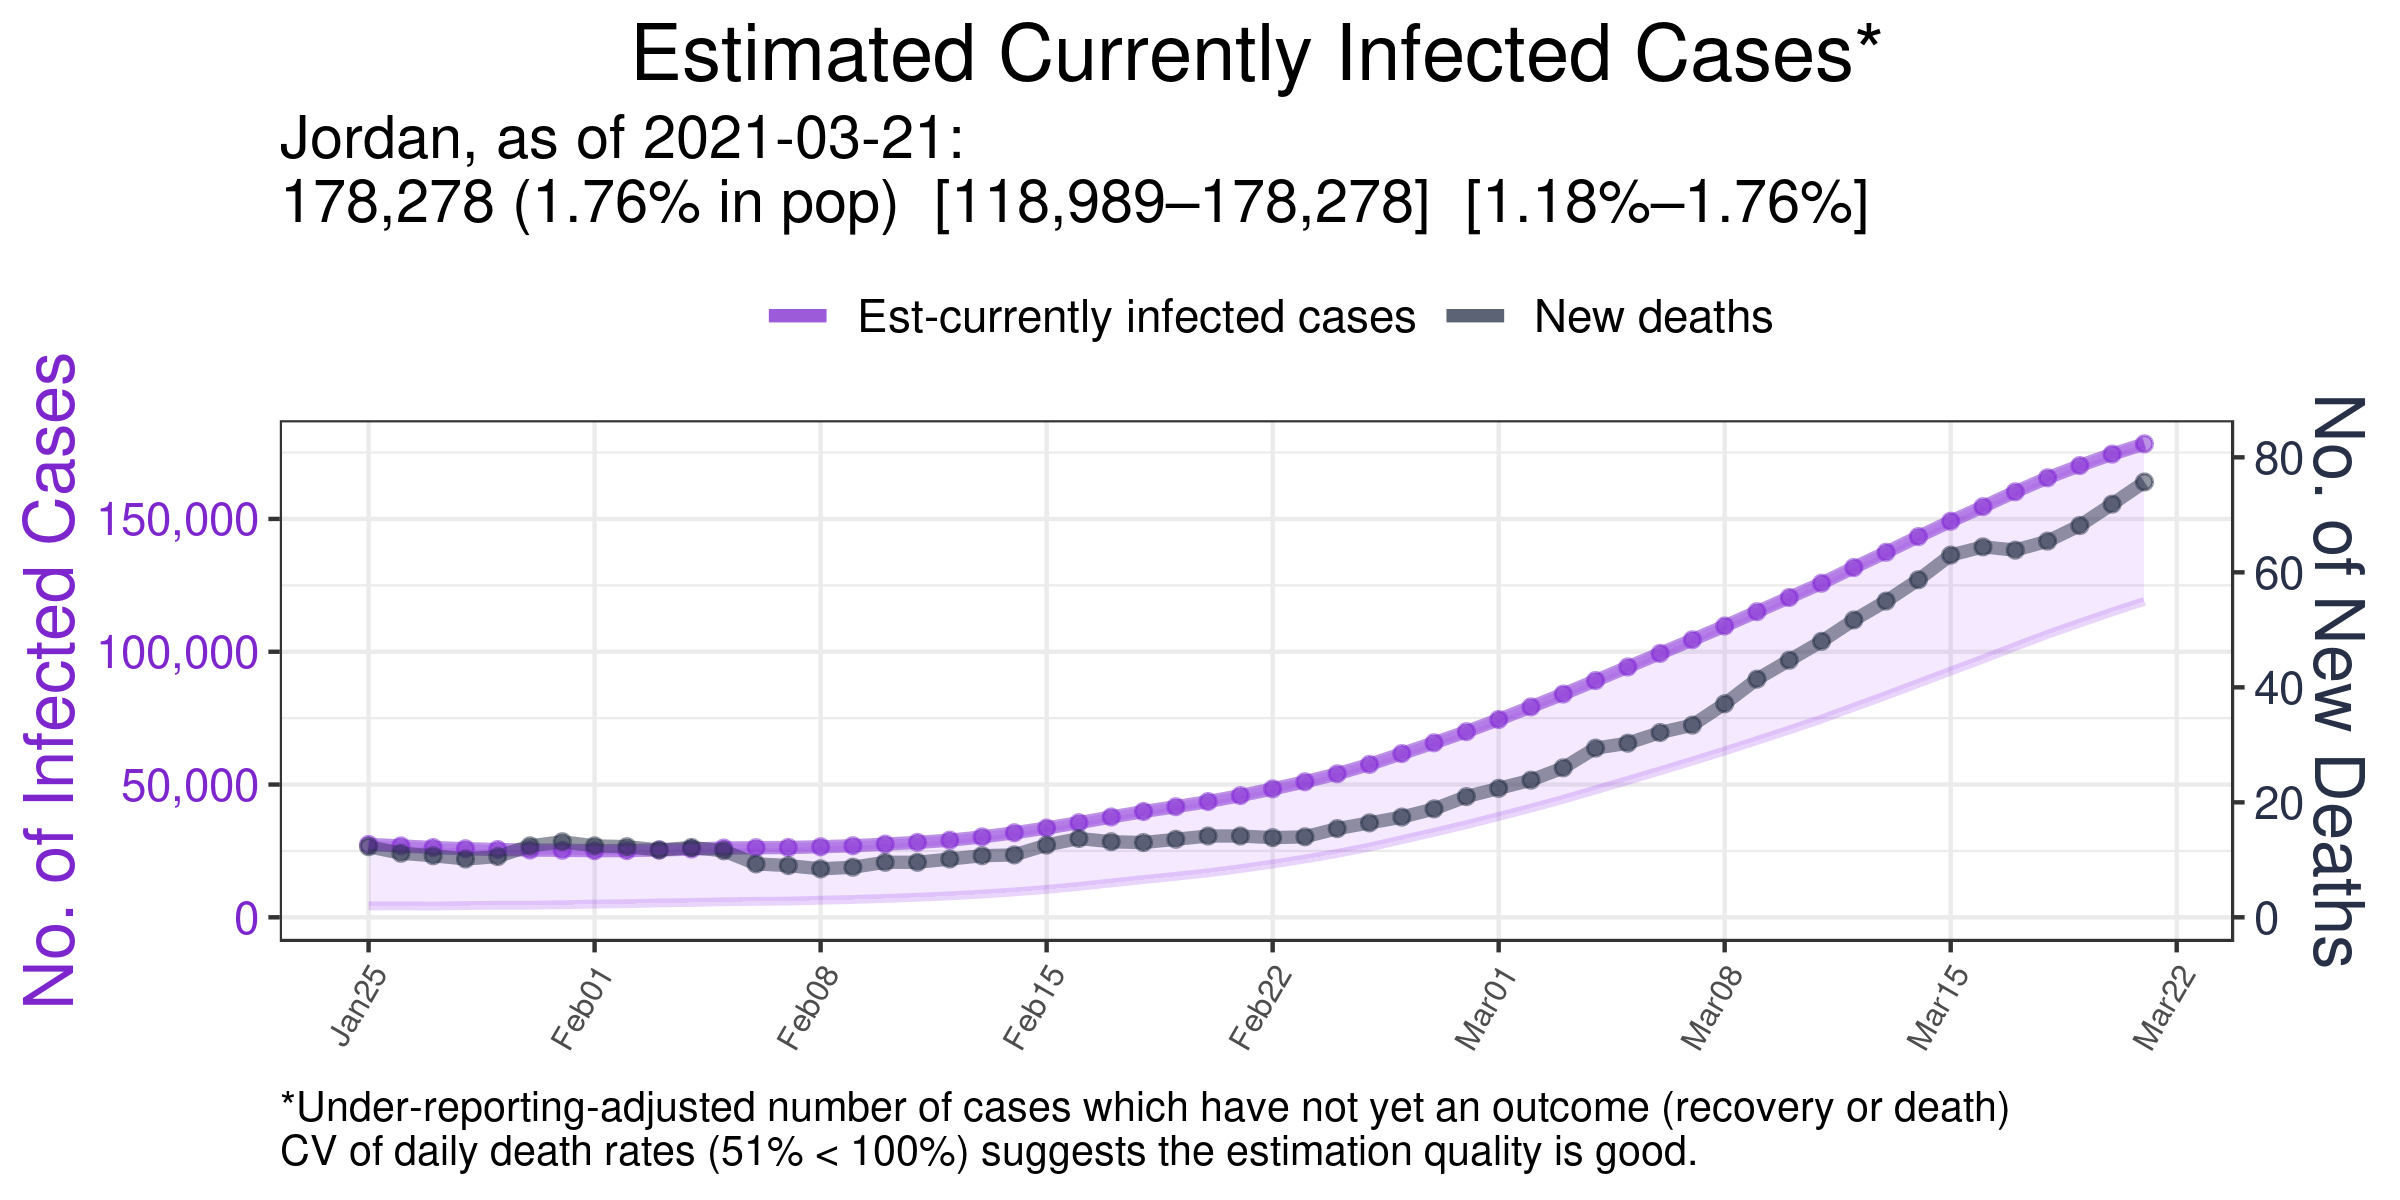 Estimated Currently Infected Cases*
Jordan, as of 2021-03-21:
178,278 (1.76% in pop) [118,989–178,278] [1.18%–1.76%]
Est-currently infected cases
New deaths
No. of Infected Cases
150,000
100,000
50,000
0
80
60
40
20
0
No. of New Deaths
Jan25
Feb01
Feb08
Feb15
Feb22
Mar01
Mar08
Mar15
Mar22
*Under-reporting-adjusted number of cases which have not yet an outcome (recovery or death)
CV of daily death rates (51% < 100%) suggests the estimation quality is good.